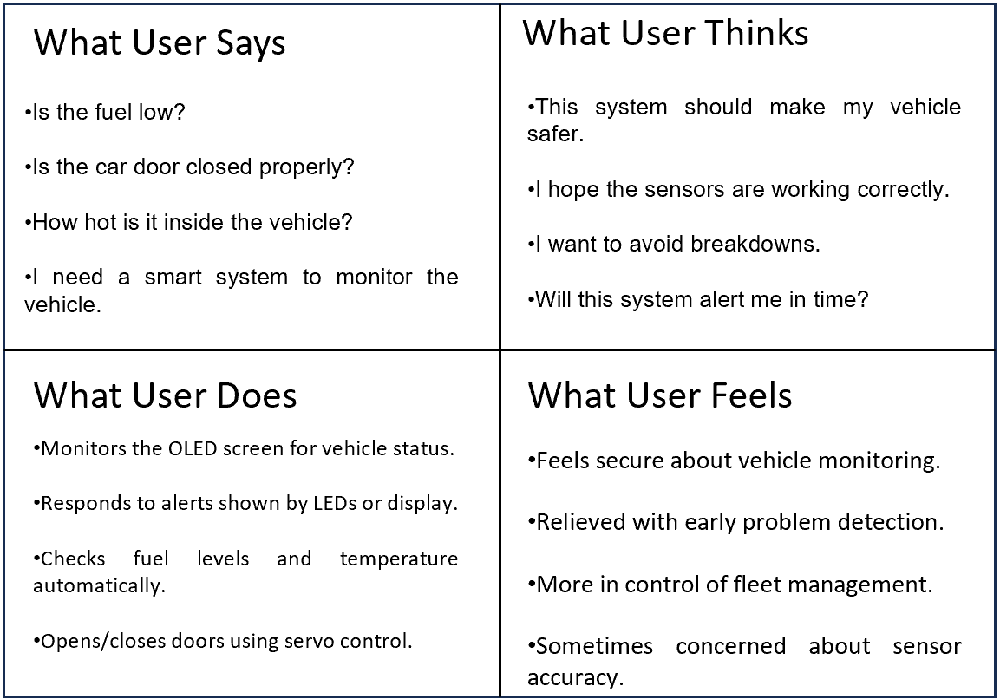 What User Says
•Is the fuel low?
•Is the car door closed properly?
•How hot is it inside the vehicle?
•I need a smart system to monitor the
vehicle.
What User Thinks
•This system should make my vehicle
safer.
•I hope the sensors are working correctly.
•I want to avoid breakdowns.
•Will this system alert me in time?
What User Does
•Monitors the OLED screen for vehicle status.
•Responds to alerts shown by LEDs or display.
•Checks fuel levels and temperature
automatically.
•Opens/closes doors using servo control.
What User Feels
•Feels secure about vehicle monitoring.
•Relieved with early problem detection.
•More in control of fleet management.
•Sometimes concerned about sensor
accuracy.